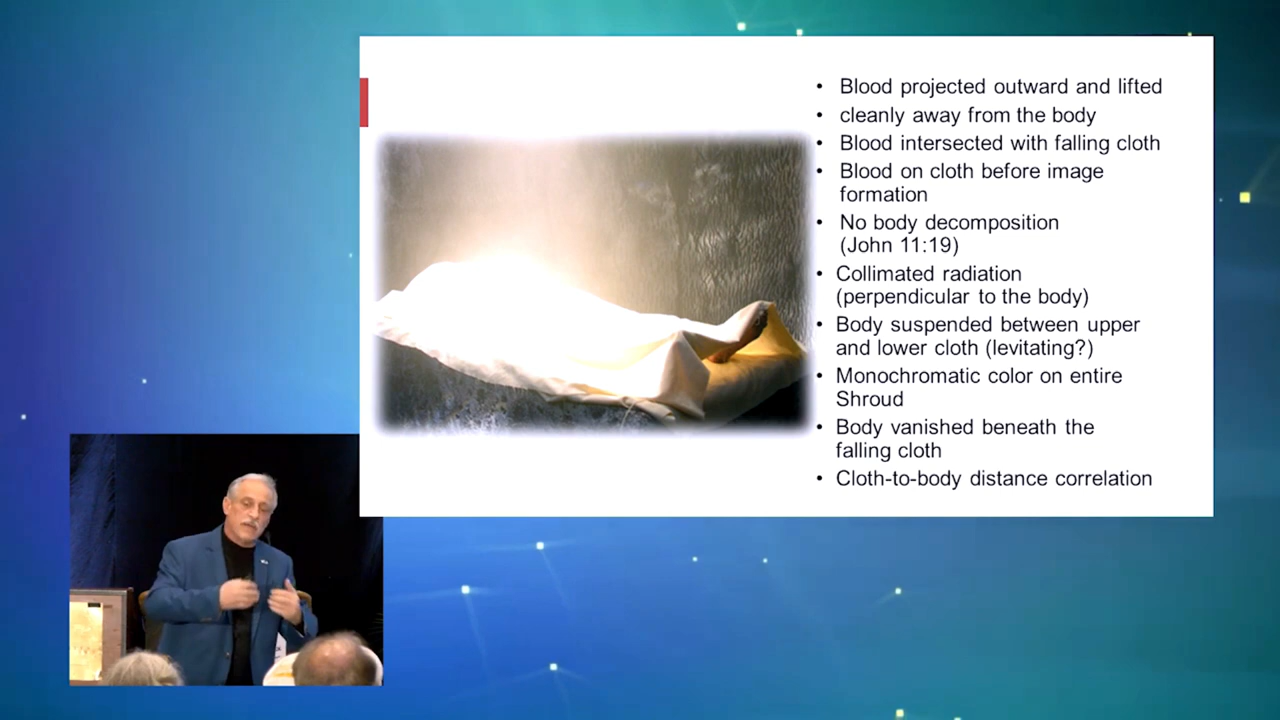 • Blood projected outward and lifted
• cleanly away from the body
• Blood intersected with falling cloth
• Blood on cloth before image
formation
• No body decomposition
(John 11:19)
• Collimated radiation
(perpendicular to the body)
• Body suspended between upper
and lower cloth (levitating?)
• Monochromatic color on entire
Shroud
• Body vanished beneath the
falling cloth
• Cloth-to-body distance correlation